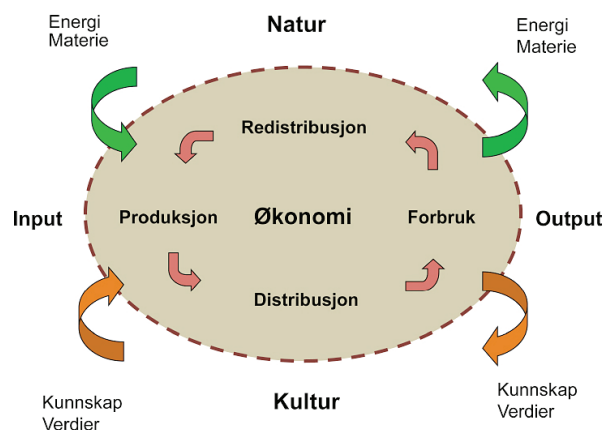 Energi
Materie
Natur
Energi
Materie
Redistribusjon
Input
Produksjon
Økonomi
Forbruk
Output
Distribusjon
Kunnskap
Verdier
Kultur
Kunnskap
Verdier